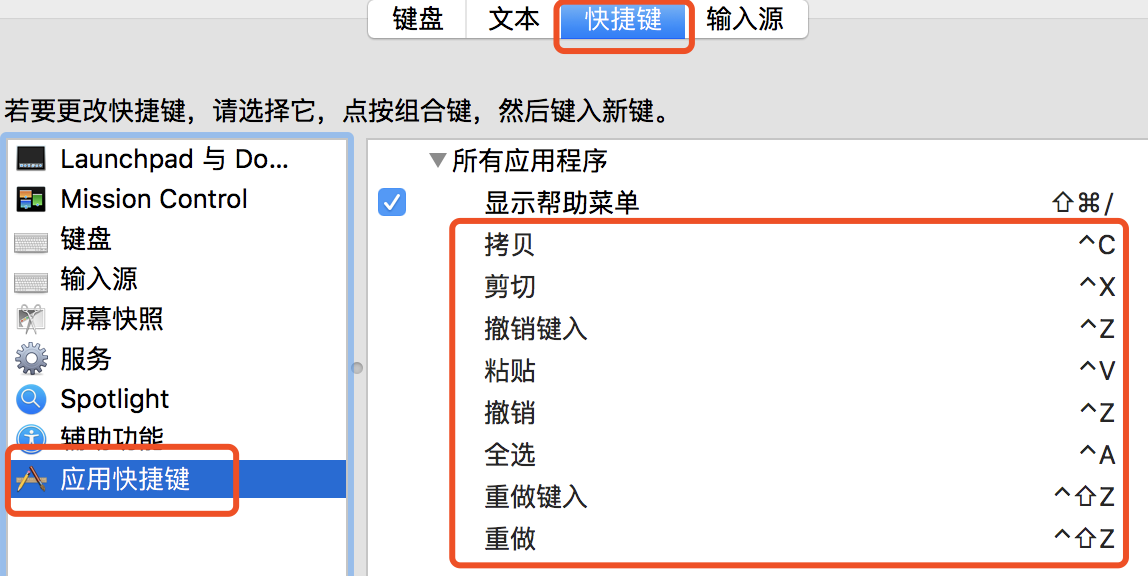 键盘 文本 快捷键 输入源
若要更改快捷键，请选择它，点按组合键，然后键入新键。
Launchpad 与 Do...
Mission Control
键盘
输入源
屏幕快照
服务
Spotlight
辅助功能
应用快捷键
所有应用程序
显示帮助菜单 ⇧⌘/
拷贝 ^C
剪切 ^X
撤销键入 ^Z
粘贴 ^V
撤销 ^Z
全选 ^A
重做键入 ^⇧Z
重做 ^⇧Z